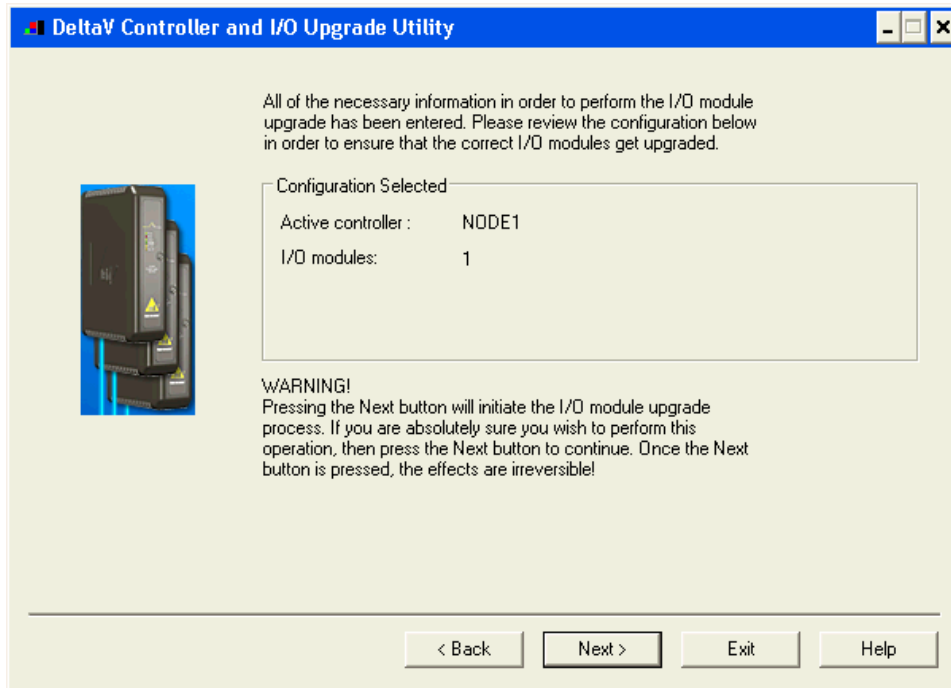 DeltaV Controller and I/O Upgrade Utility
All of the necessary information in order to perform the I/O module
upgrade has been entered. Please review the configuration below
in order to ensure that the correct I/O modules get upgraded.
Configuration Selected
Active controller : NODE1
I/O modules: 1
WARNING!
Pressing the Next button will initiate the I/O module upgrade
process. If you are absolutely sure you wish to perform this
operation, then press the Next button to continue. Once the Next
button is pressed, the effects are irreversible!
< Back Next > Exit Help